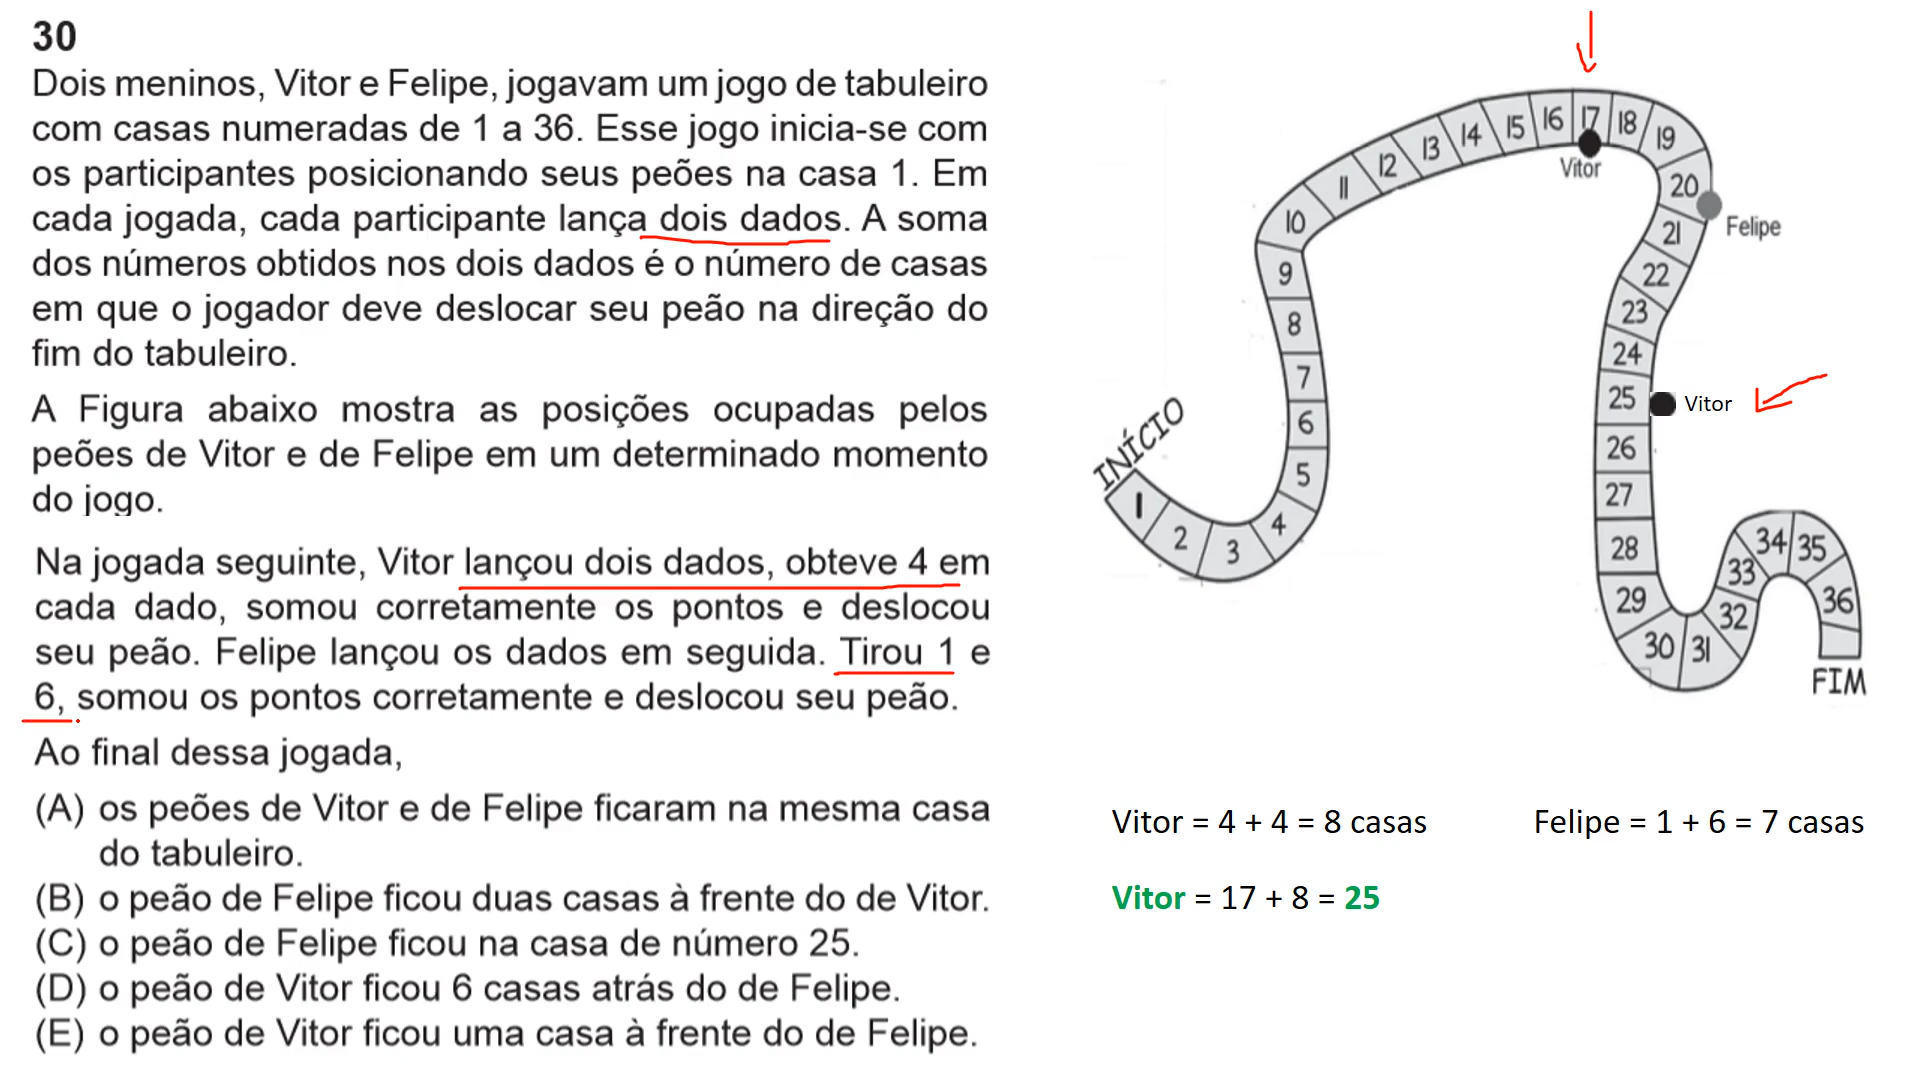 30
Dois meninos, Vitor e Felipe, jogavam um jogo de tabuleiro
com casas numeradas de 1 a 36. Esse jogo inicia-se com
os participantes posicionando seus peões na casa 1. Em
cada jogada, cada participante lança dois dados. A soma
dos números obtidos nos dois dados é o número de casas
em que o jogador deve deslocar seu peão na direção do
fim do tabuleiro.
A Figura abaixo mostra as posições ocupadas pelos
peões de Vitor e de Felipe em um determinado momento
do jogo.
Na jogada seguinte, Vitor lançou dois dados, obteve 4 em
cada dado, somou corretamente os pontos e deslocou
seu peão. Felipe lançou os dados em seguida. Tirou 1 e
6, somou os pontos corretamente e deslocou seu peão.
Ao final dessa jogada,
(A) os peões de Vitor e de Felipe ficaram na mesma casa
do tabuleiro.
(B) o peão de Felipe ficou duas casas à frente do de Vitor.
(C) o peão de Felipe ficou na casa de número 25.
(D) o peão de Vitor ficou 6 casas atrás do de Felipe.
(E) o peão de Vitor ficou uma casa à frente do de Felipe.
INÍCIO
1
2
3
4
5
6
7
8
9
10
11
12
13
14
15
16
17
Vitor
18
19
20
Felipe
21
22
23
24
25
Vitor
26
27
28
29
30
31
32
33
34
35
36
FIM
Vitor = 4 + 4 = 8 casas
Felipe = 1 + 6 = 7 casas
Vitor = 17 + 8 = 25